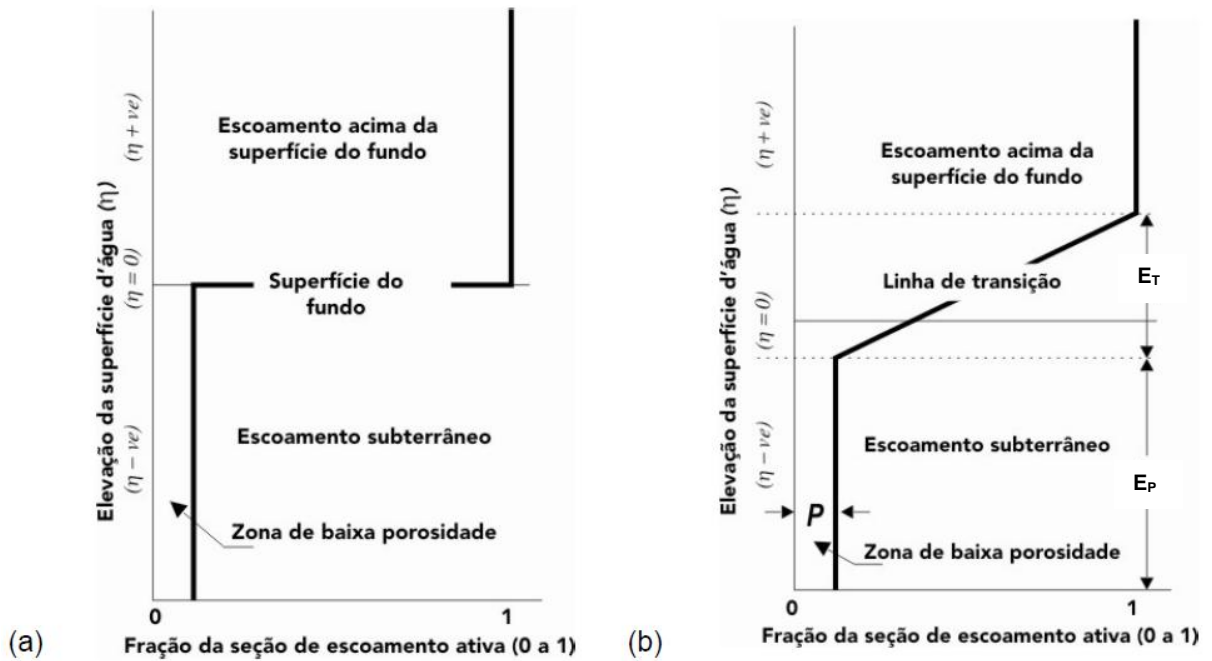 Elevação da superfície d'água (η)
(η + ve)
(η = 0)
(η − ve)
Escoamento acima da
superfície do fundo
Superfície do
fundo
Escoamento subterrâneo
Zona de baixa porosidade
0
1
Fração da seção de escoamento ativa (0 a 1)
(a)
Elevação da superfície d'água (η)
(η + ve)
(η = 0)
(η − ve)
Escoamento acima da
superfície do fundo
Linha de transição
E_T
Escoamento subterrâneo
E_P
P
Zona de baixa porosidade
0
1
Fração da seção de escoamento ativa (0 a 1)
(b)